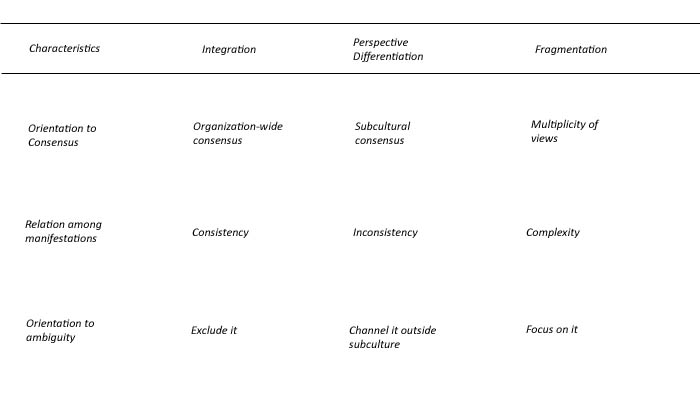 Characteristics Integration Perspective Fragmentation
Differentiation
Orientation to Organization-wide Subcultural Multiplicity of
Consensus consensus consensus views
Relation among
manifestations Consistency Inconsistency Complexity
Orientation to
ambiguity Exclude it Channel it outside Focus on it
subculture